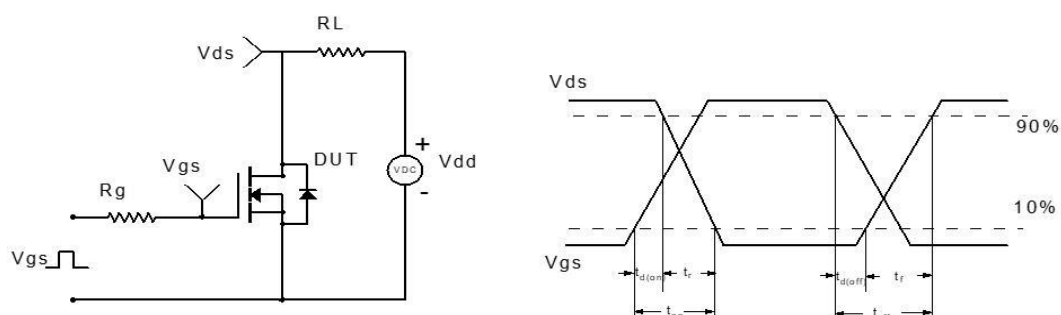 RL
Vds
Vgs
DUT
VDC
+
-
Vdd
Rg
Vgs
Vds
90%
10%
Vgs
td(on)
tr
td(off)
tf